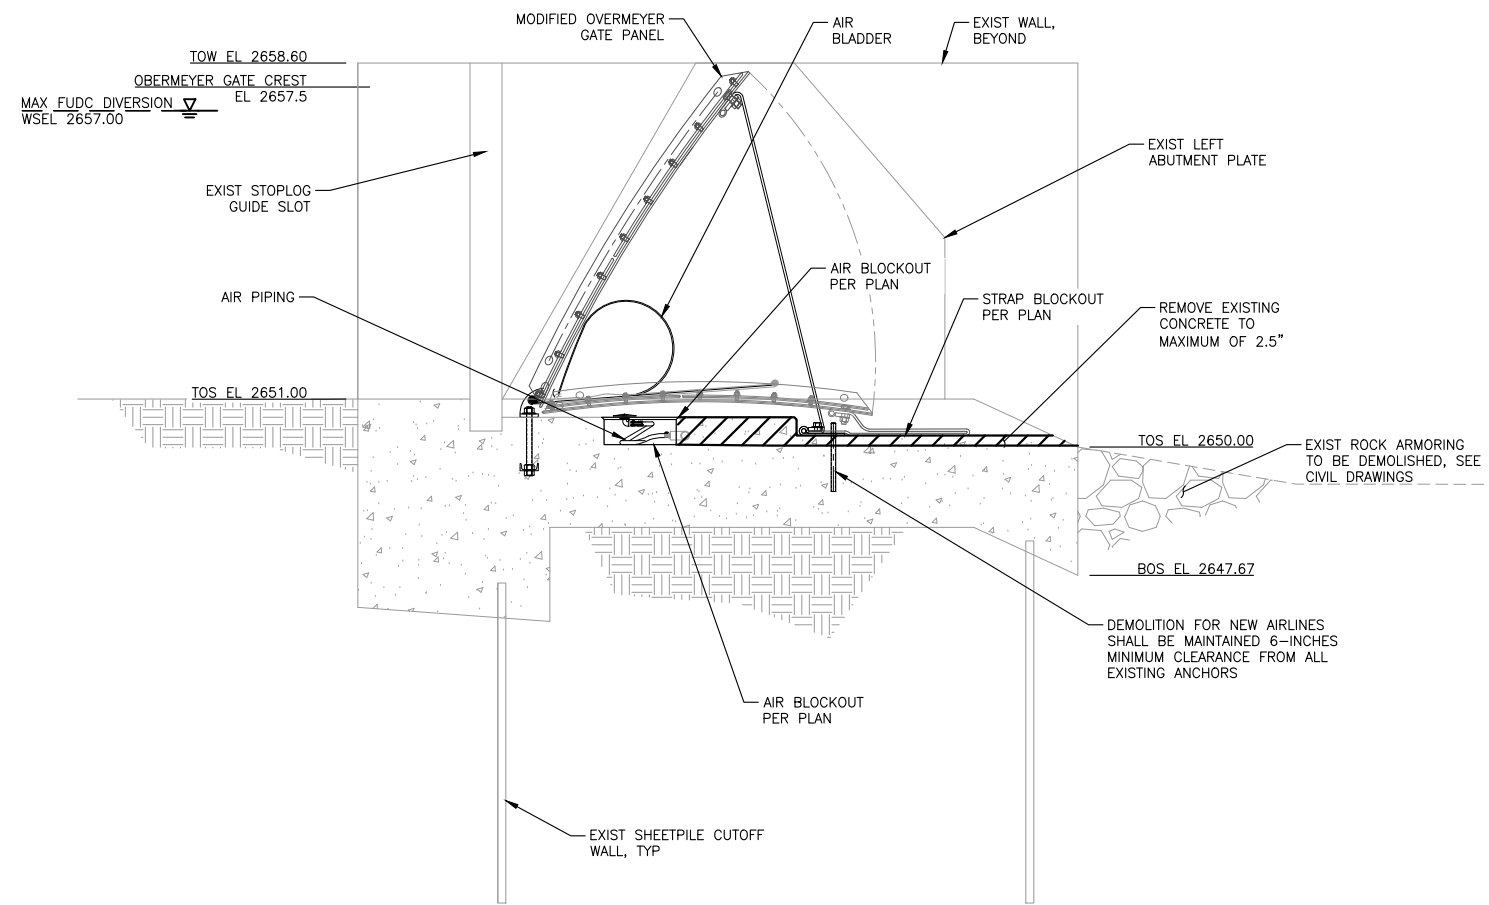 MODIFIED OVERMEYER
GATE PANEL
AIR
BLADDER
EXIST WALL,
BEYOND
TOW EL 2658.60
OBERMEYER GATE CREST
EL 2657.5
MAX FUDC DIVERSION
WSEL 2657.00
EXIST LEFT
ABUTMENT PLATE
EXIST STOPLOG
GUIDE SLOT
AIR BLOCKOUT
PER PLAN
AIR PIPING
STRAP BLOCKOUT
PER PLAN
REMOVE EXISTING
CONCRETE TO
MAXIMUM OF 2.5"
TOS EL 2651.00
TOS EL 2650.00
EXIST ROCK ARMORING
TO BE DEMOLISHED, SEE
CIVIL DRAWINGS
BOS EL 2647.67
DEMOLITION FOR NEW AIRLINES
SHALL BE MAINTAINED 6-INCHES
MINIMUM CLEARANCE FROM ALL
EXISTING ANCHORS
AIR BLOCKOUT
PER PLAN
EXIST SHEETPILE CUTOFF
WALL, TYP